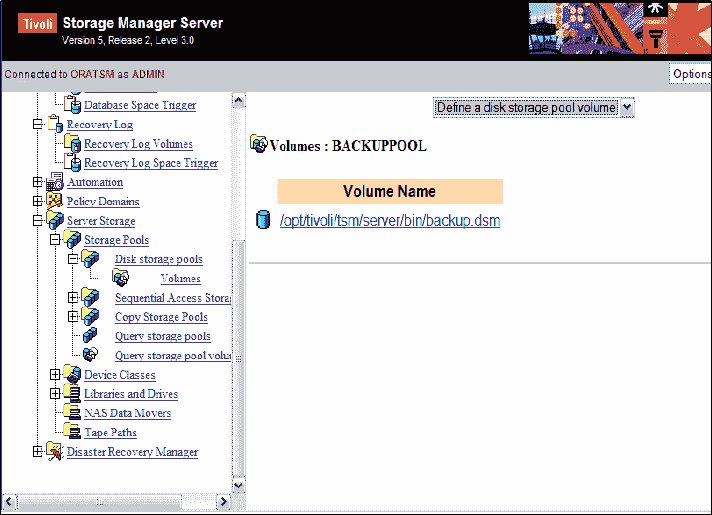 Tivoli
Storage Manager Server
Version 5, Release 2, Level 3.0
Connected to ORATSM as ADMIN
Options
Database Space Trigger
Recovery Log
Recovery Log Volumes
Recovery Log Space Trigger
Automation
Policy Domains
Server Storage
Storage Pools
Disk storage pools
Volumes
Sequential Access Stora
Copy Storage Pools
Query storage pools
Query storage pool volu
Device Classes
Libraries and Drives
NAS Data Movers
Tape Paths
Disaster Recovery Manager
Define a disk storage pool volume
Volumes : BACKUPPOOL
Volume Name
/opt/tivoli/tsm/server/bin/backup.dsm